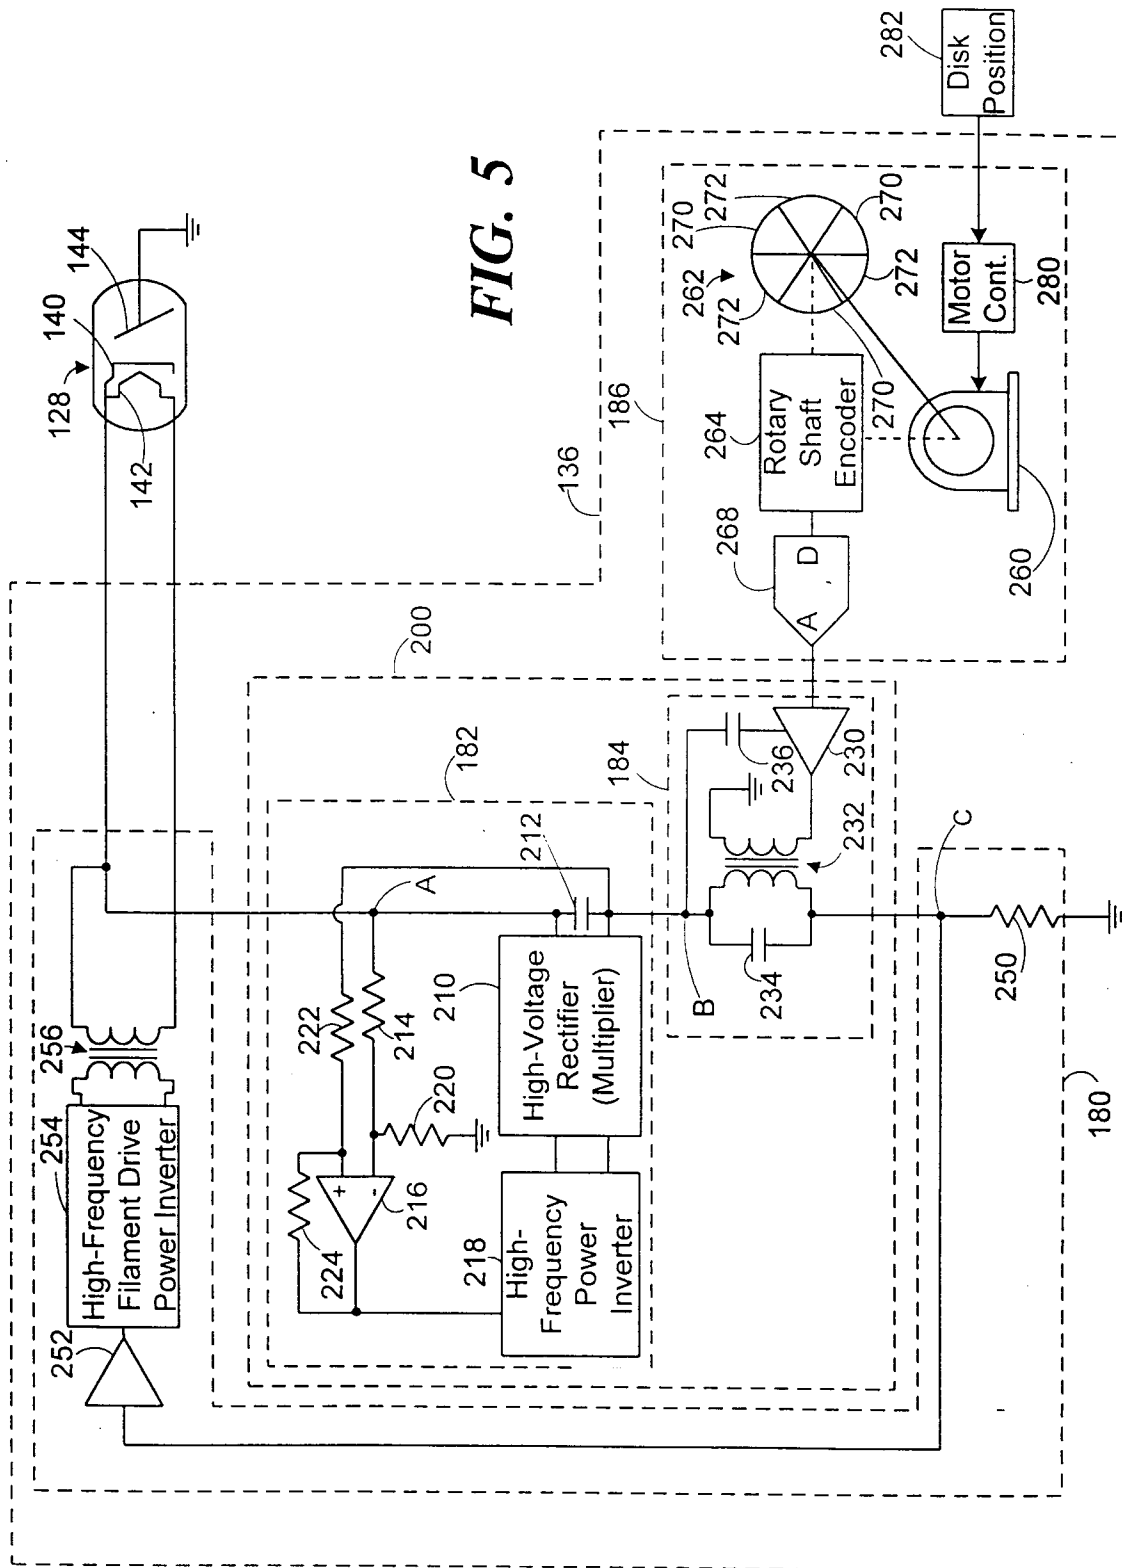 FIG. 5
282
Disk
Position
144
140
128
142
270
272
262
272
270
272
270
Motor
Cont.
280
186
264
Rotary
Shaft
Encoder
136
268
D
A
260
200
182
184
236
230
232
212
A
B
234
C
250
180
256
254
High-Frequency
Filament Drive
Power Inverter
252
222
214
220
+
-
216
224
210
High-Voltage
Rectifier
(Multiplier)
218
High-
Frequency
Power
Inverter